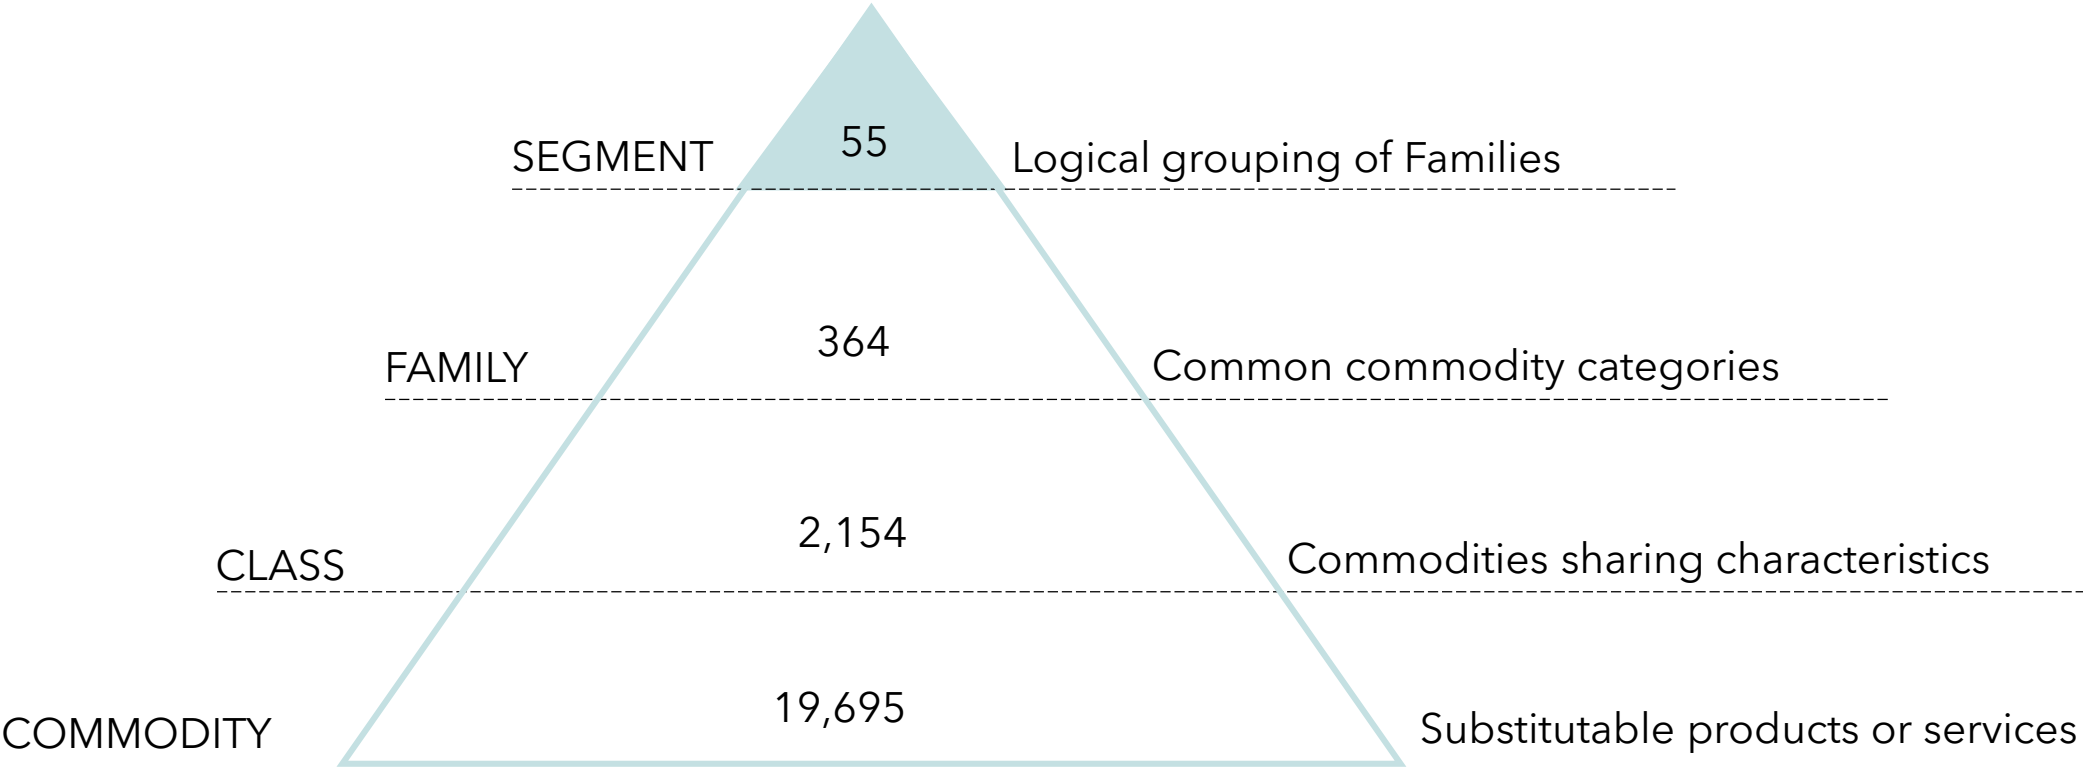 SEGMENT 55 Logical grouping of Families
FAMILY 364 Common commodity categories
CLASS 2,154 Commodities sharing characteristics
COMMODITY 19,695 Substitutable products or services